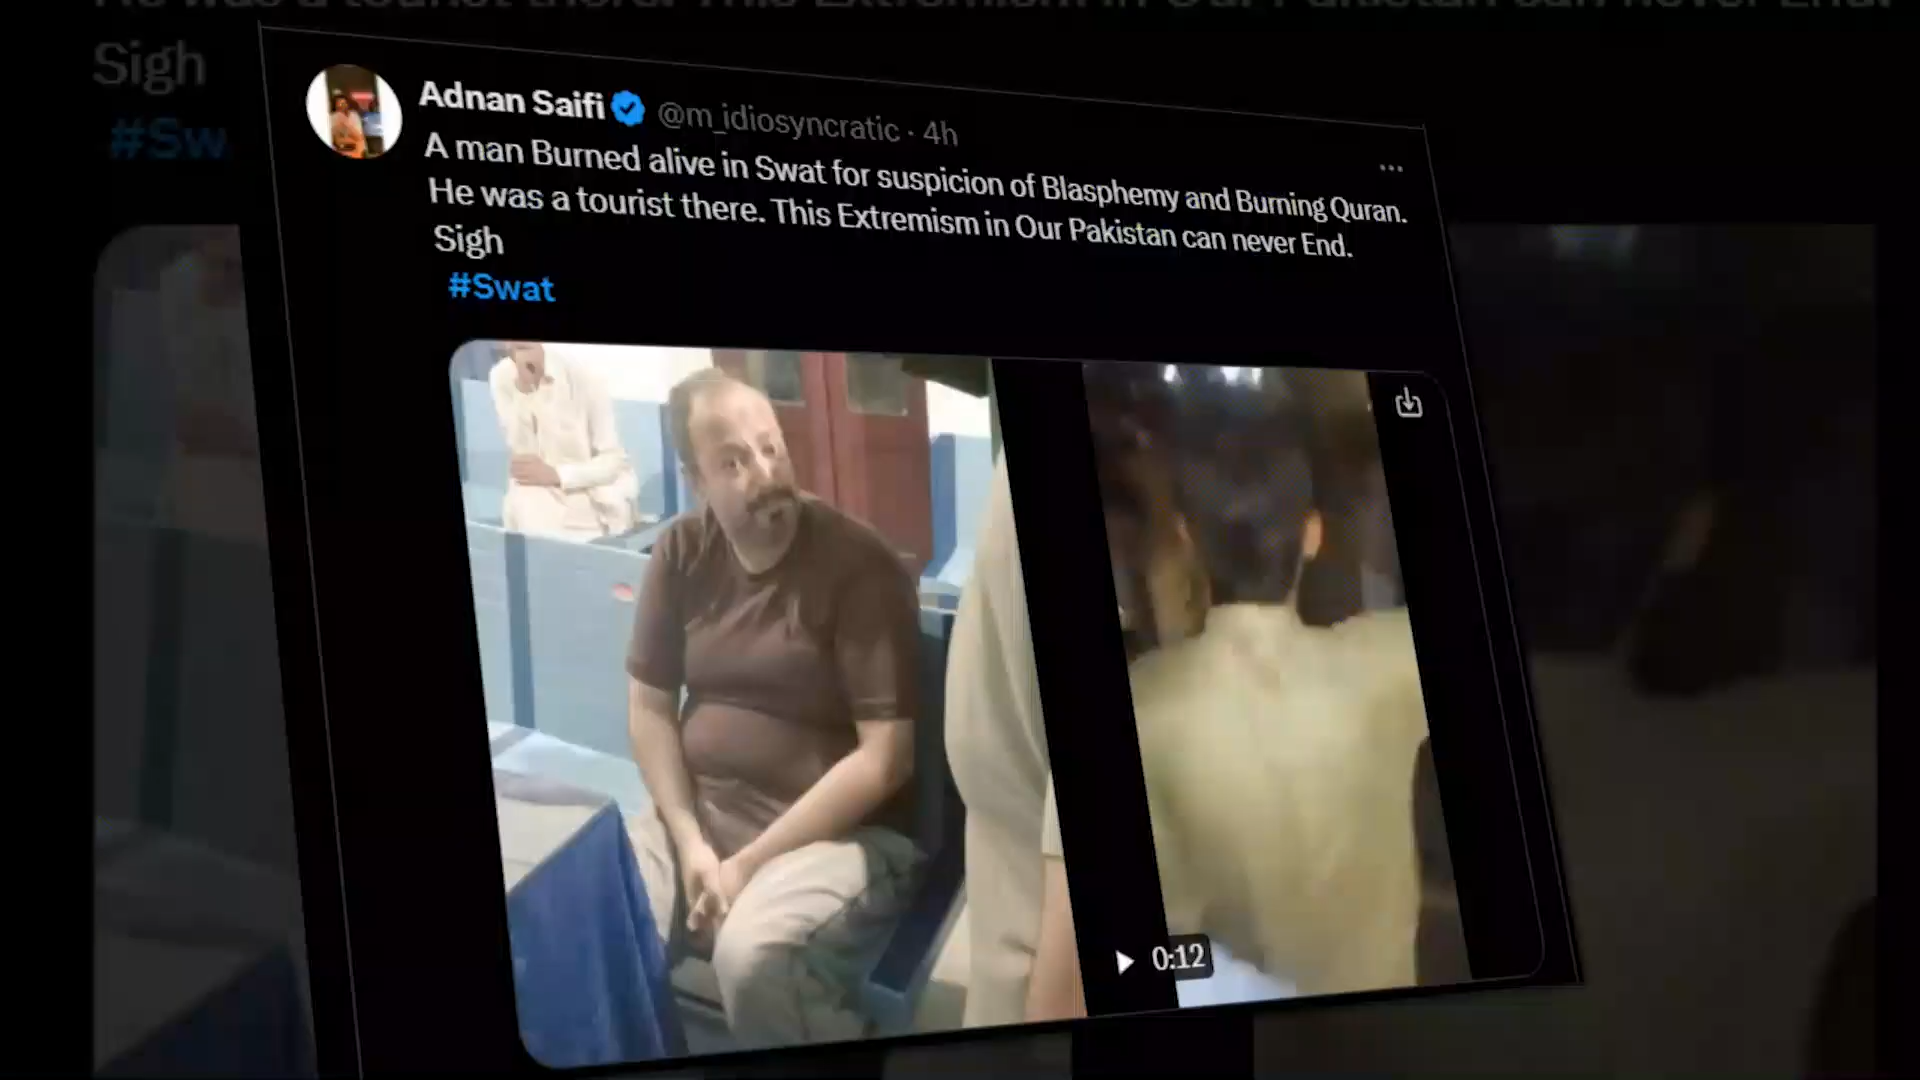 Sigh
#Sw
Adnan Saifi @m_idiosyncratic · 4h
A man Burned alive in Swat for suspicion of Blasphemy and Burning Quran.
He was a tourist there. This Extremism in Our Pakistan can never End.
Sigh
#Swat
0:12